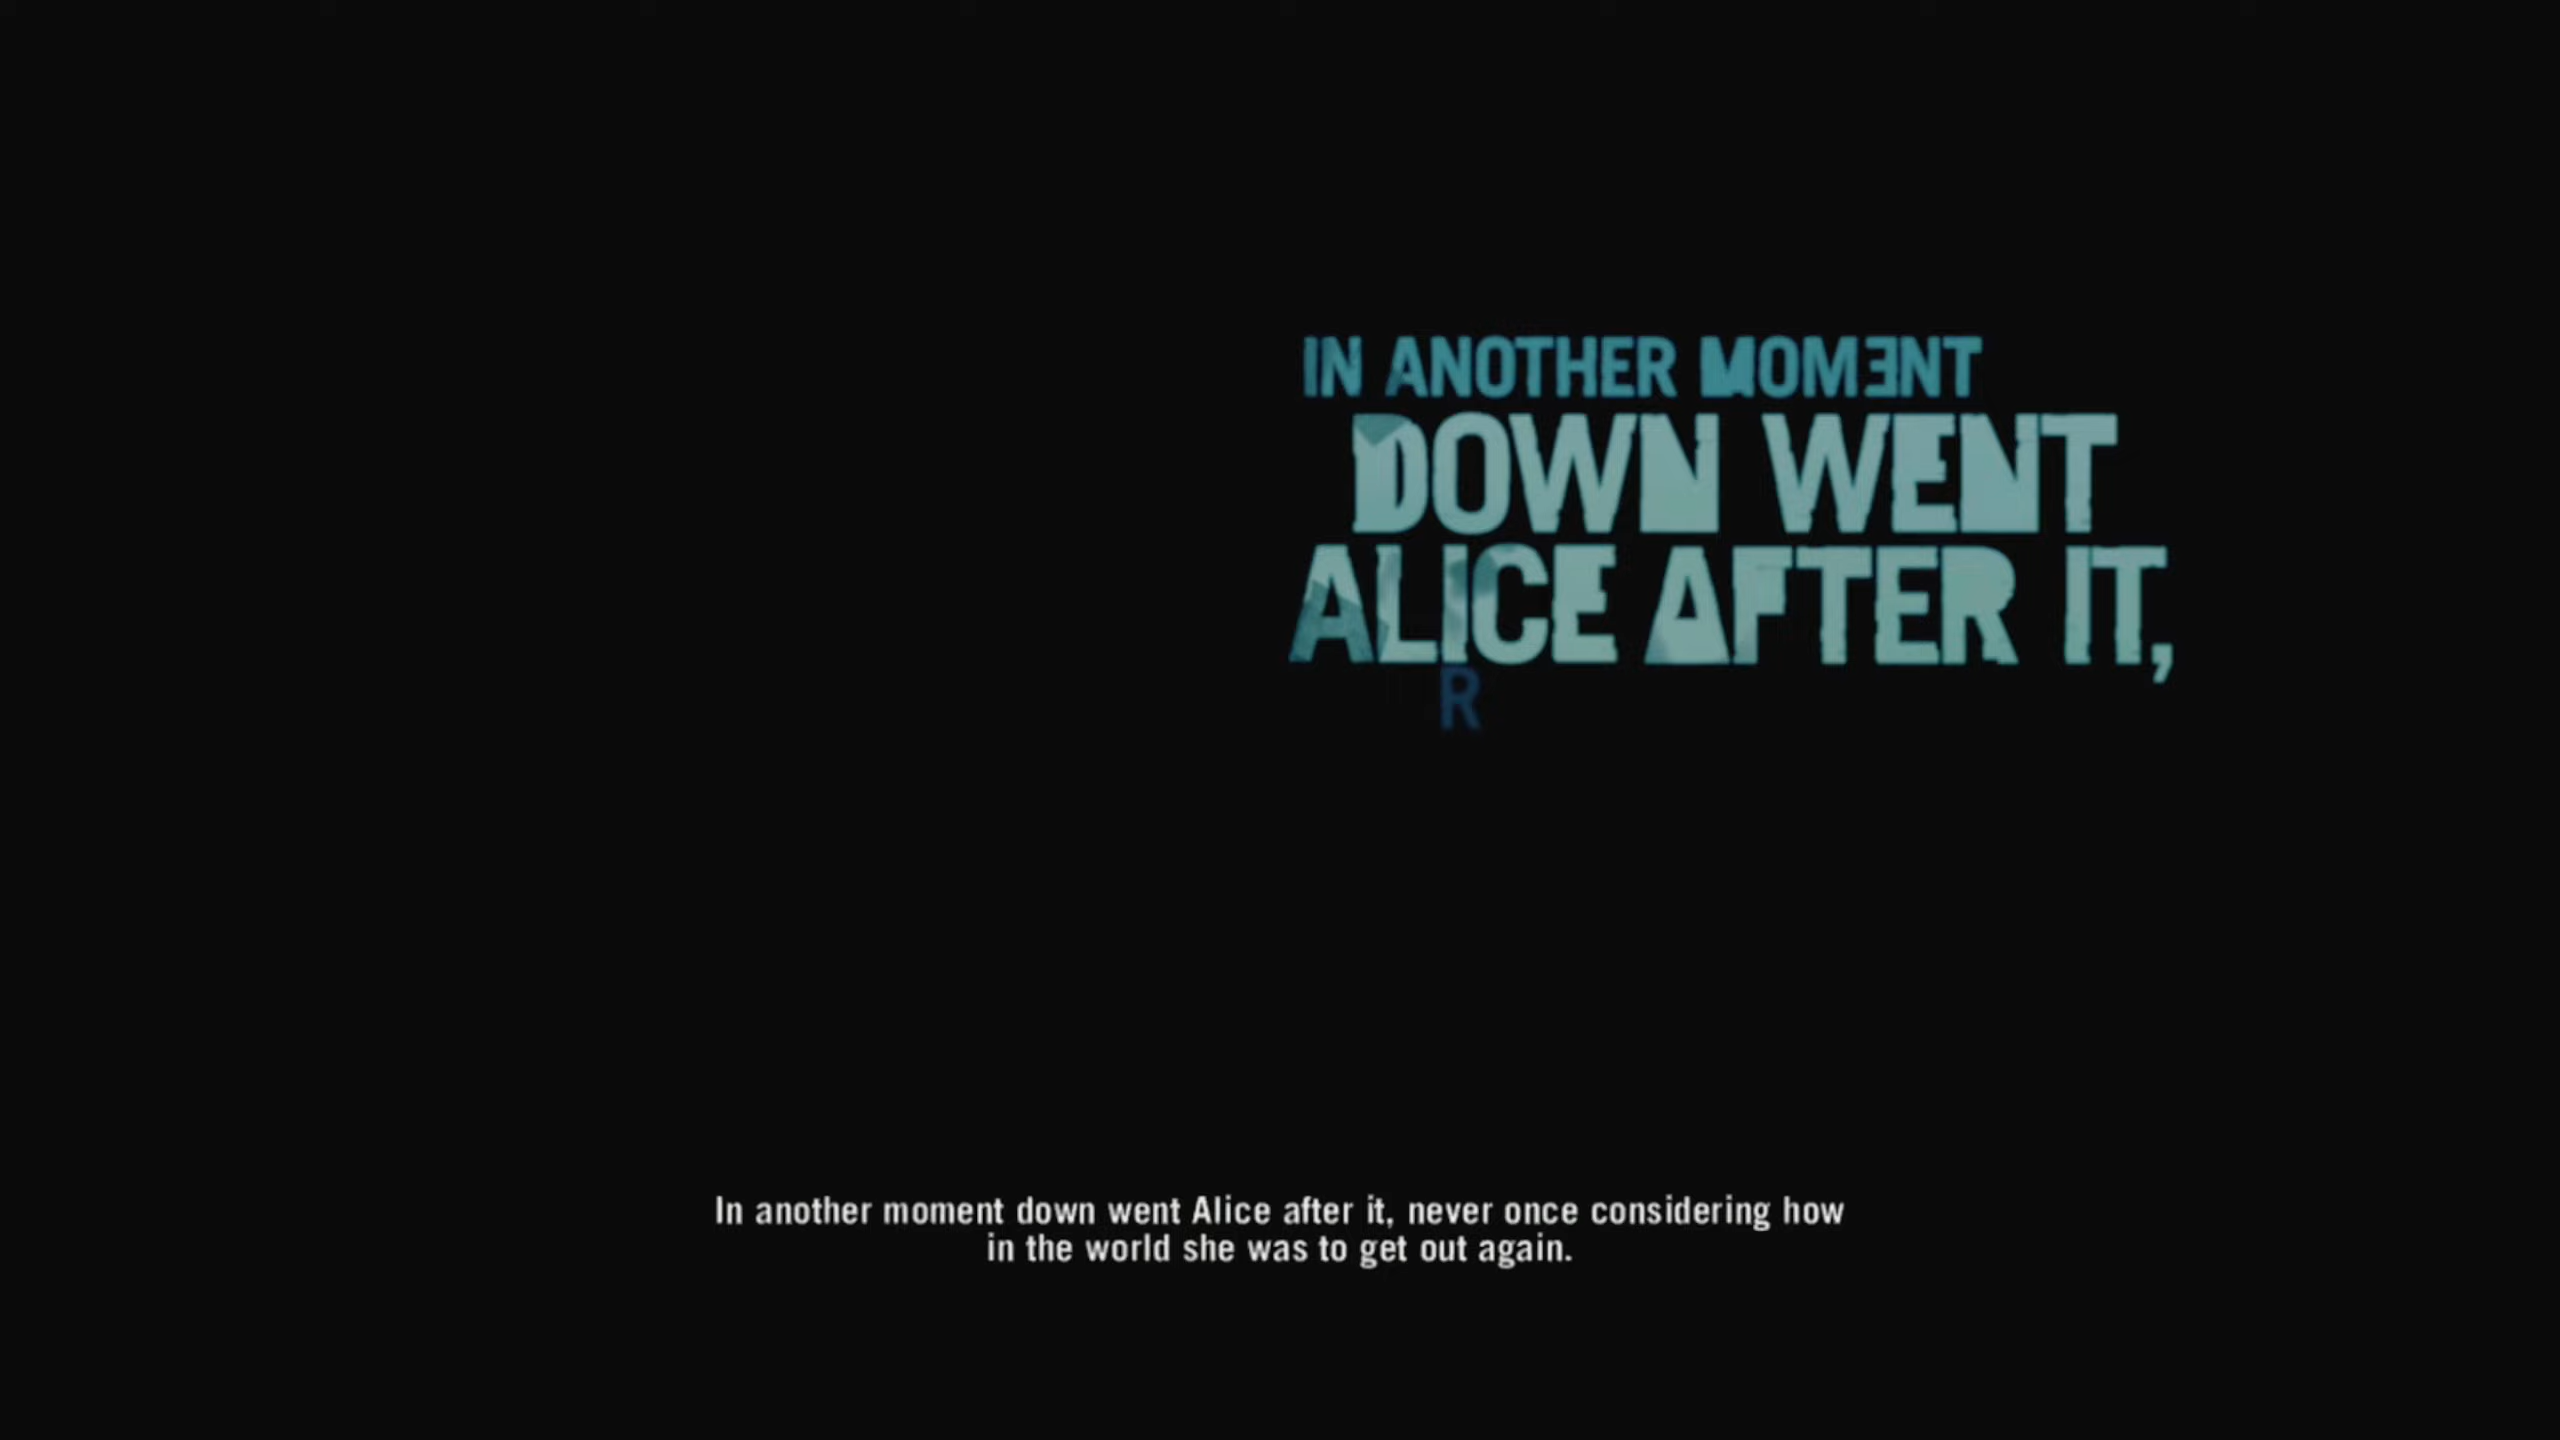 IN ANOTHER MOMENT
DOWN WENT
ALICE AFTER IT,
R
In another moment down went Alice after it, never once considering how
in the world she was to get out again.